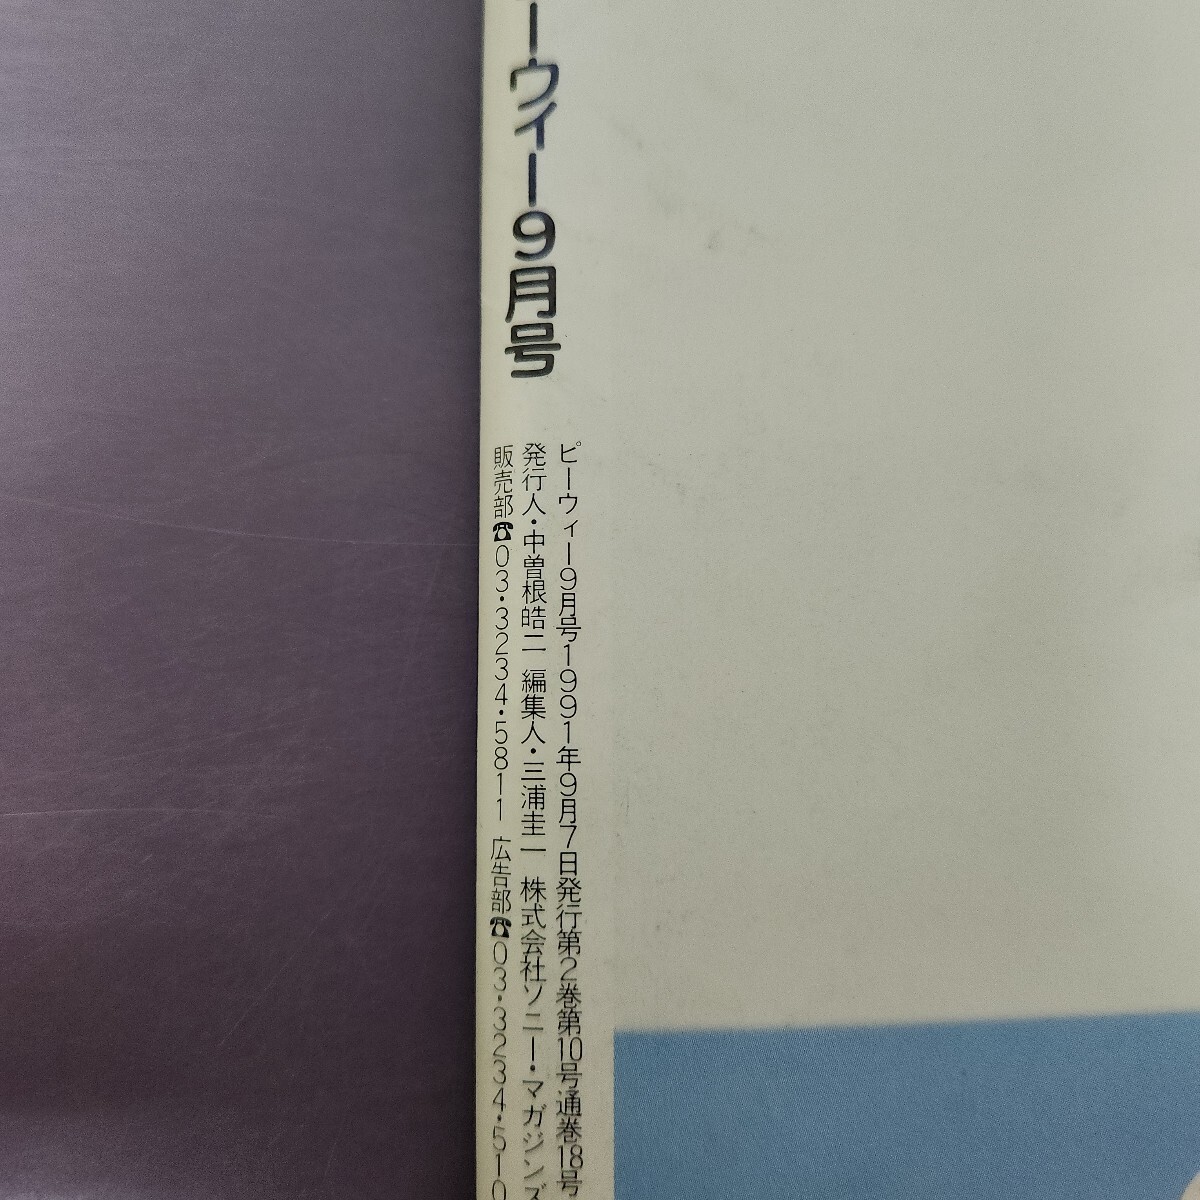 ーウィー9月号
ピーウィー9月号1991年9月7日発行第2巻第10号通巻18号
発行人・中曽根皓二 編集人・三浦圭一 株式会社ソニー・マガジンズ
販売部☎03・3234・5811 広告部☎03・3234・510